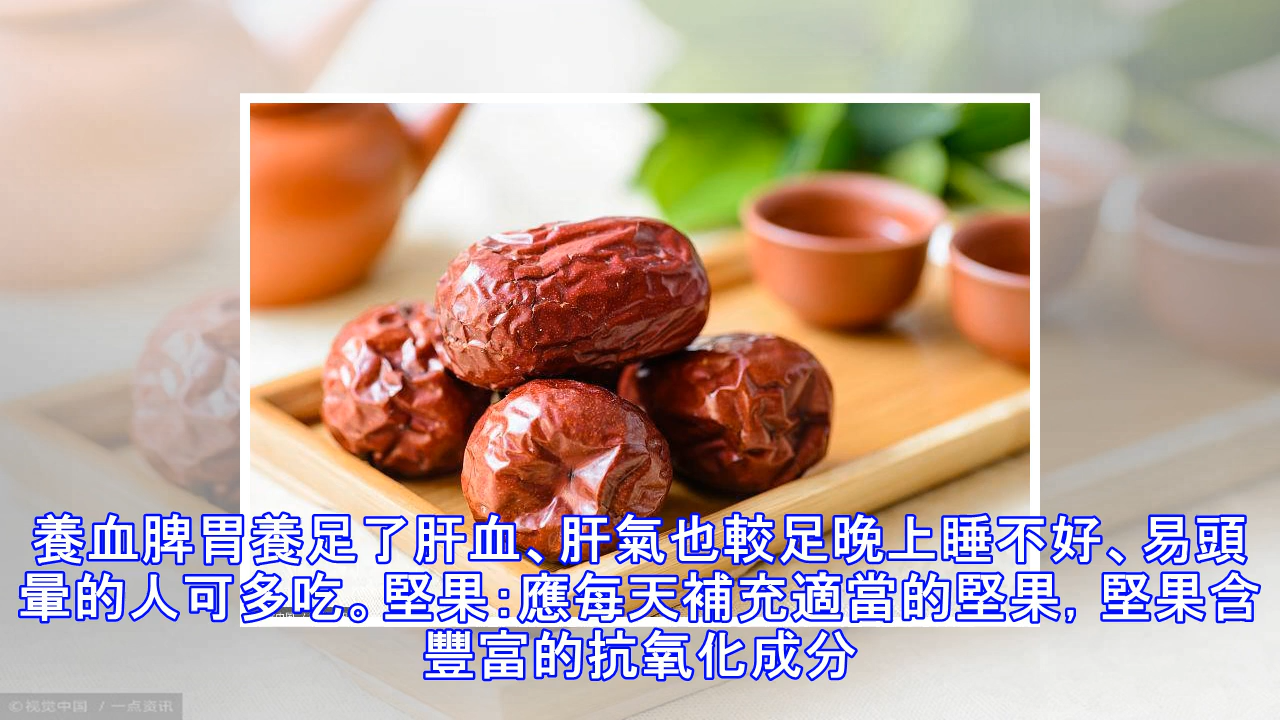 養血脾胃養足了肝血、肝氣也較足晚上睡不好、易頭
暈的人可多吃。堅果:應每天補充適當的堅果, 堅果含
豐富的抗氧化成分
©视觉中国 / 一点资讯